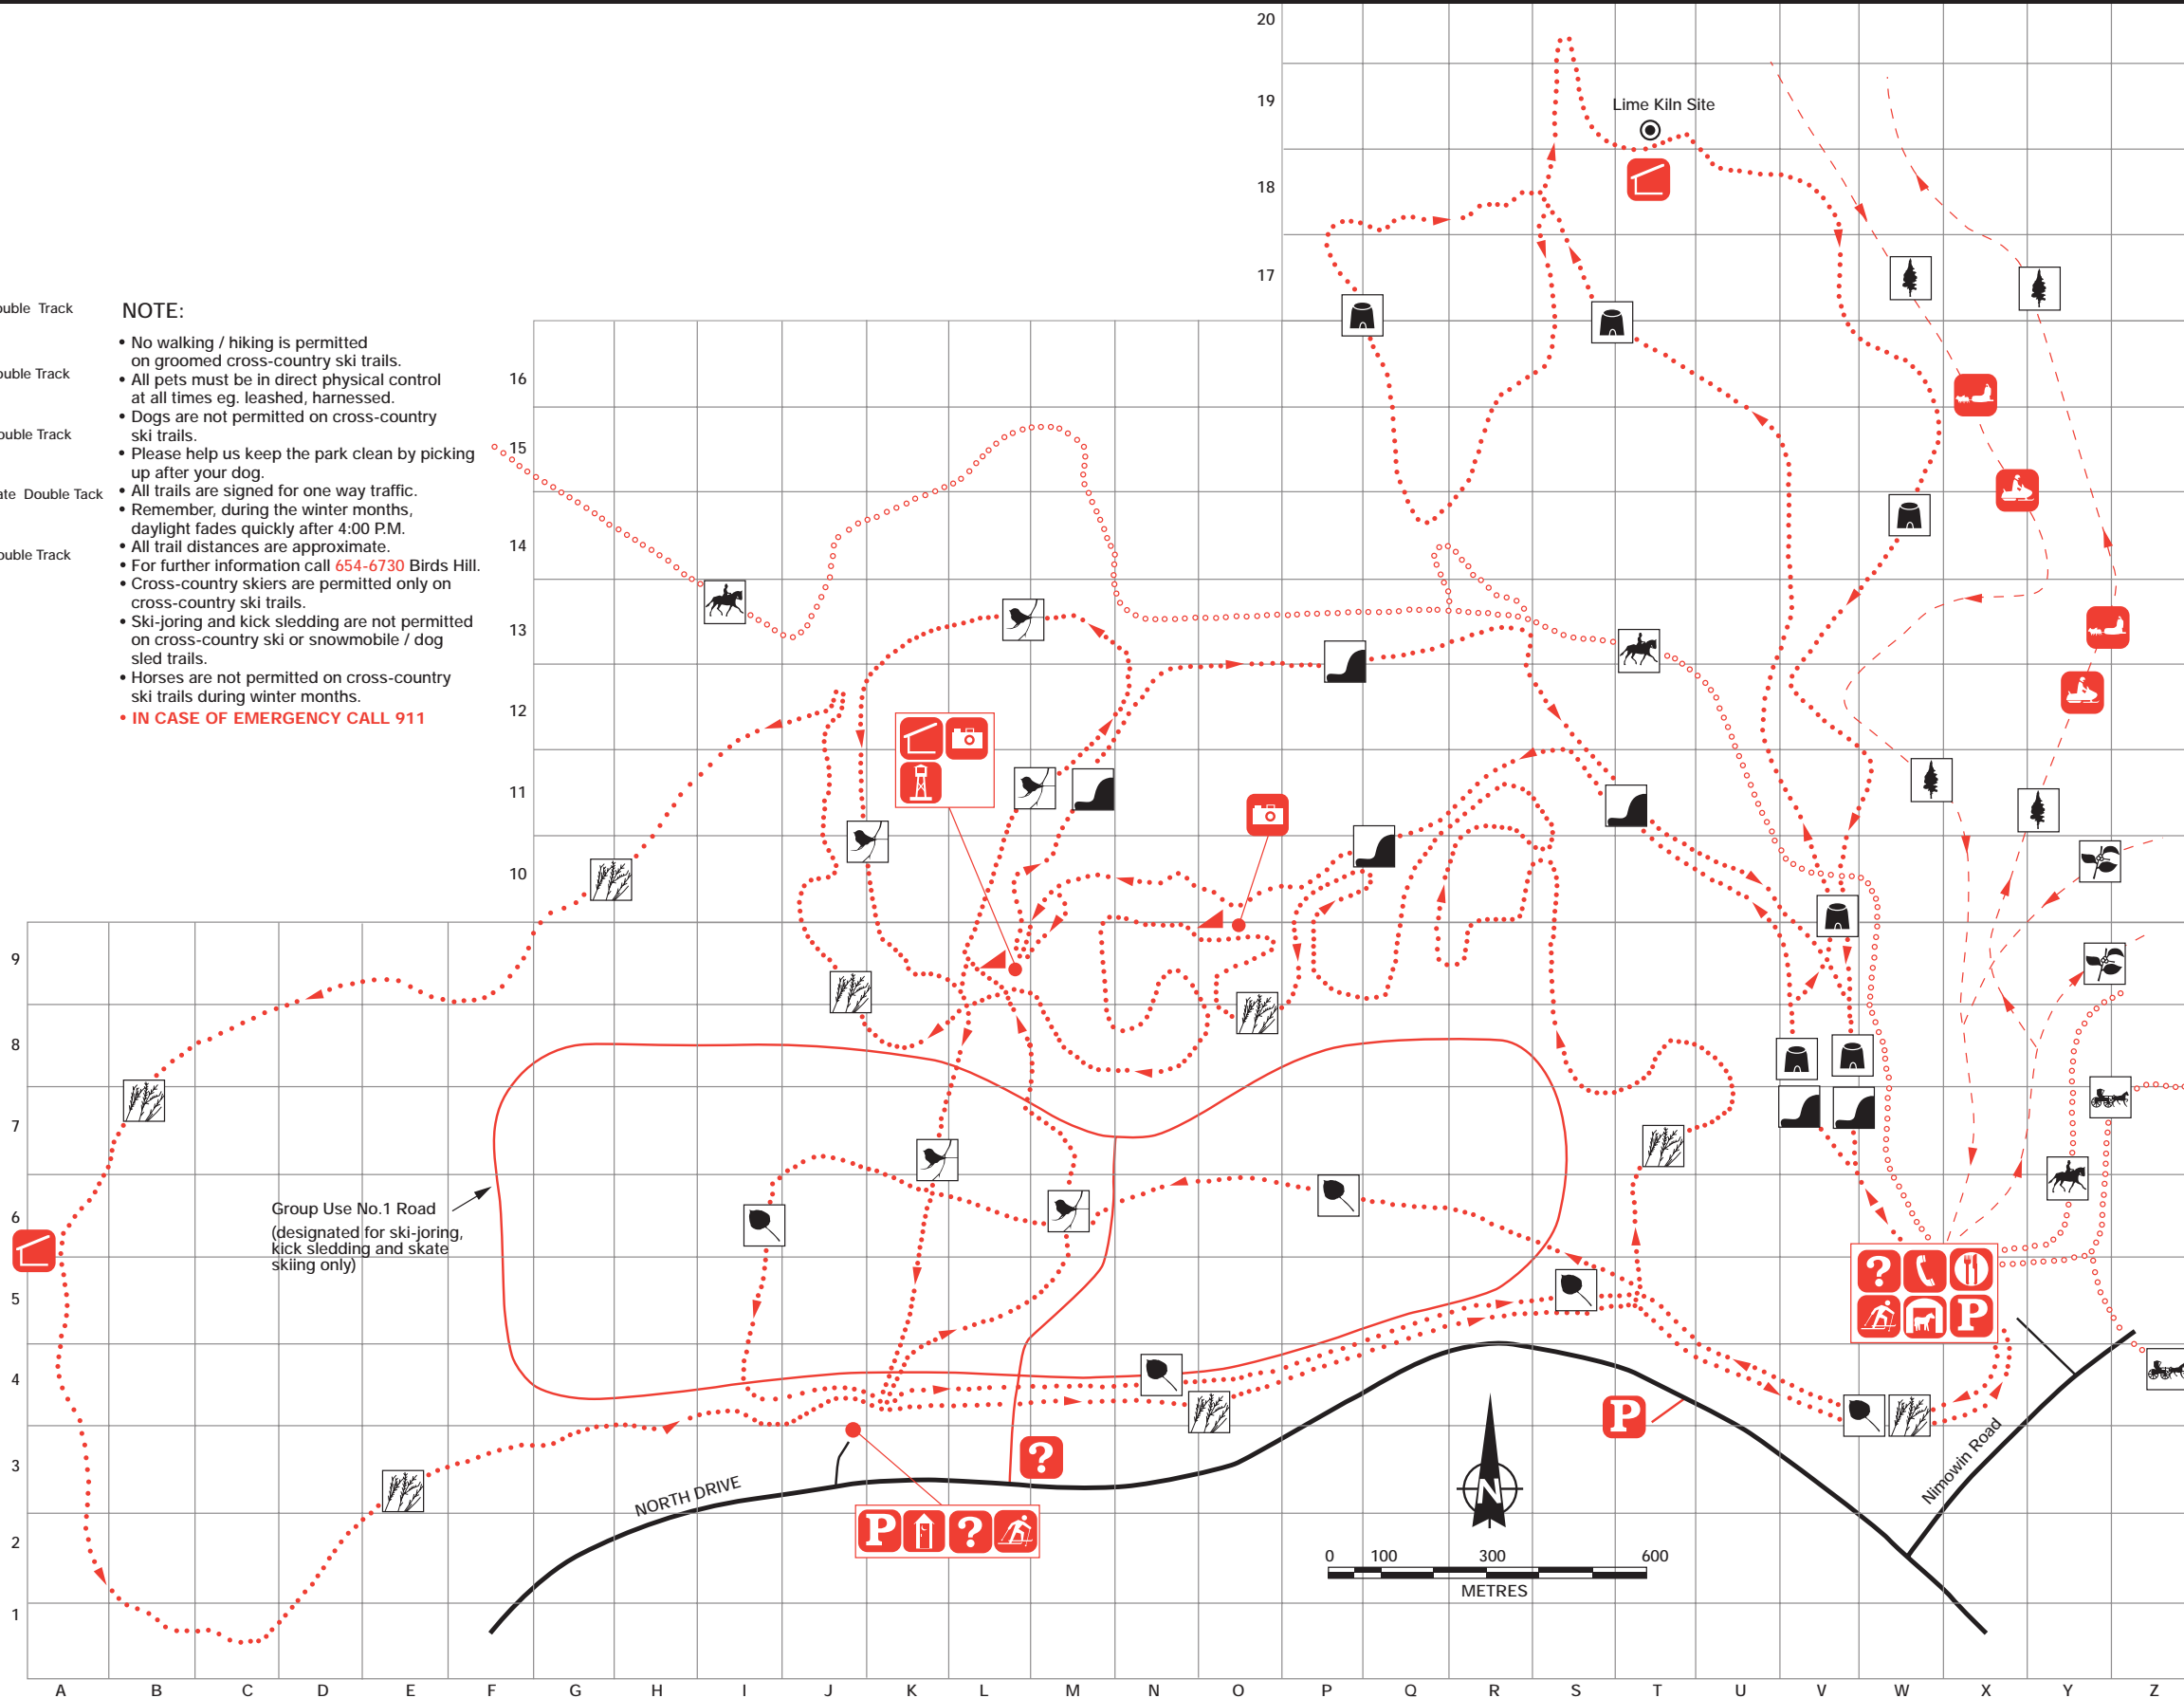 20
19
Lime Kiln Site
18
17
ouble Track
NOTE:
• No walking / hiking is permitted
on groomed cross-country ski trails.
ouble Track
• All pets must be in direct physical control
at all times eg. leashed, harnessed.
16
• Dogs are not permitted on cross-country
ski trails.
ouble Track
• Please help us keep the park clean by picking
up after your dog.
15
ate Double Tack
• All trails are signed for one way traffic.
• Remember, during the winter months,
daylight fades quickly after 4:00 P.M.
ouble Track
• All trail distances are approximate.
14
• For further information call 654-6730 Birds Hill.
• Cross-country skiers are permitted only on
cross-country ski trails.
• Ski-joring and kick sledding are not permitted
on cross-country ski or snowmobile / dog
sled trails.
13
• Horses are not permitted on cross-country
ski trails during winter months.
• IN CASE OF EMERGENCY CALL 911
12
11
10
9
8
7
6
Group Use No.1 Road
(designated for ski-joring,
kick sledding and skate
skiing only)
?
5
P
4
P
3
?
NORTH DRIVE
Nimowin Road
N
2
P ?
0 100 300 600
METRES
1
A B C D E F G H I J K L M N O P Q R S T U V W X Y Z